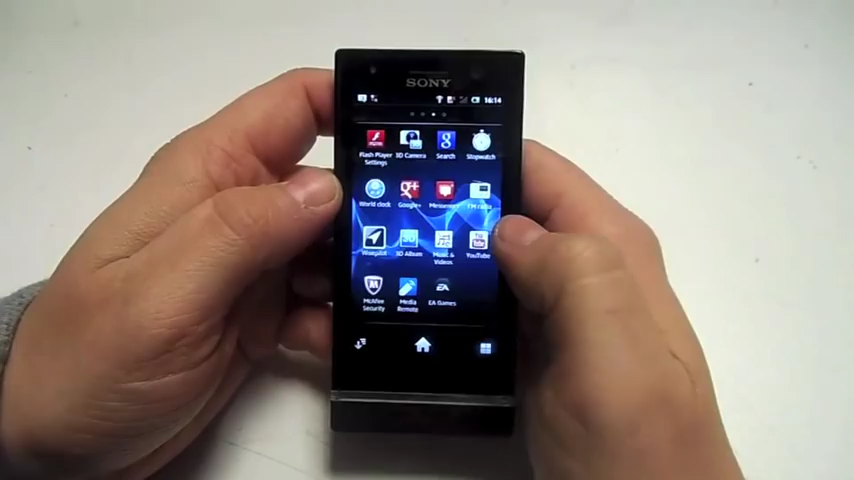 SONY
16:14
Flash Player Settings
3D Camera
Search
Stopwatch
World clock
Google+
Messenger
FM radio
Wisepilot
3D Album
Music & Videos
YouTube
McAfee Security
Media Remote
EA Games